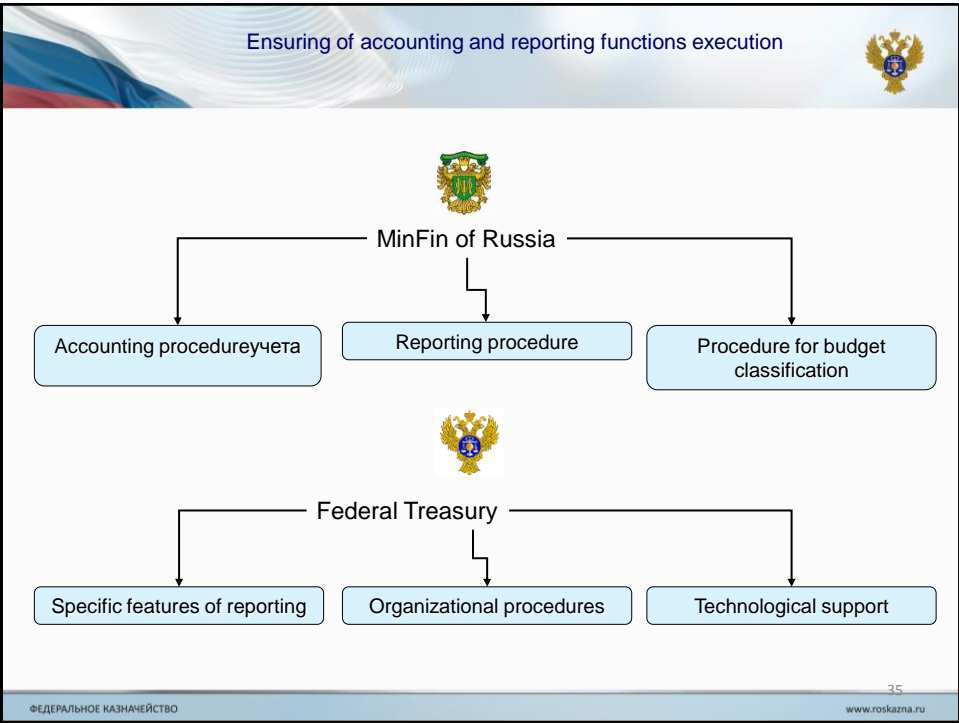 Ensuring of accounting and reporting functions execution
MinFin of Russia
Accounting procedureучета
Reporting procedure
Procedure for budget
classification
Federal Treasury
Specific features of reporting
Organizational procedures
Technological support
35
ФЕДЕРАЛЬНОЕ КАЗНАЧЕЙСТВО
www.roskazna.ru